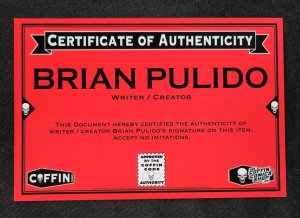 CERTIFICATE OF AUTHENTICITY
BRIAN PULIDO
WRITER / CREATOR
THIS DOCUMENT HEREBY CERTIFIES THE AUTHENTICITY OF
WRITER / CREATOR BRIAN PULIDO'S SIGNATURE ON THIS ITEM.
ACCEPT NO IMITATIONS.
APPROVED
BY THE
COFFIN
CODE
AUTHORITY
COFFIN